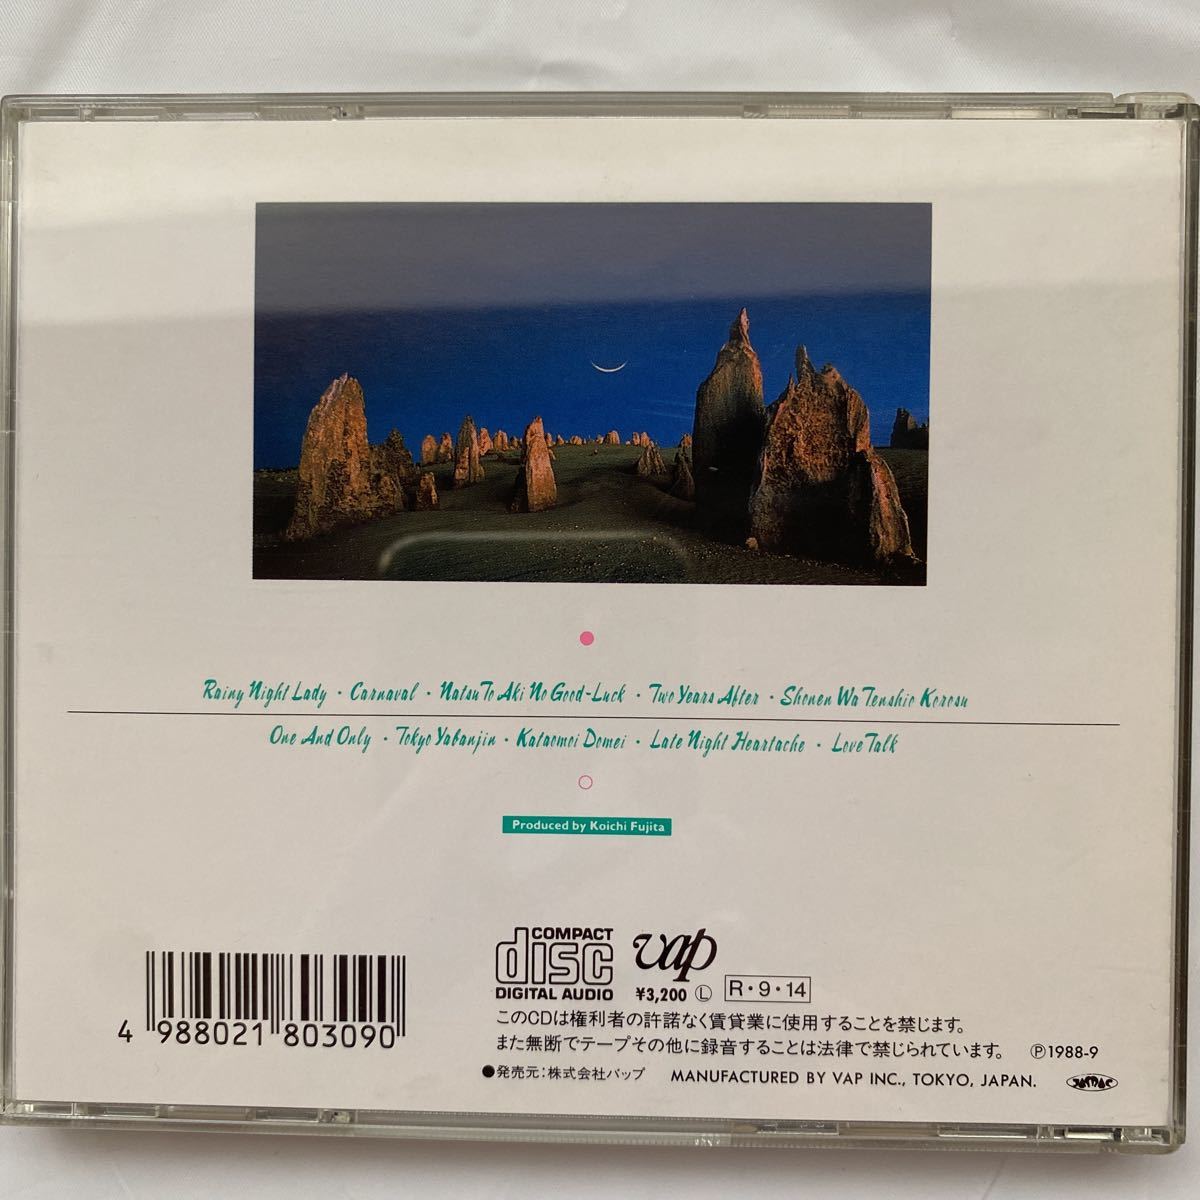 Rainy Night Lady · Carnaval · Natsu To Aki No Good-Luck · Two Years After · Shonen Wa Tenshio Korosu
One And Only · Tokyo Yabanjin · Kataomoi Domei · Late Night Heartache · Love Talk
Produced by Koichi Fujita
COMPACT
disc
DIGITAL AUDIO
vap
¥3,200 Ⓛ R・9・14
4 988021 803090
このCDは権利者の許諾なく賃貸業に使用することを禁じます。
また無断でテープその他に録音することは法律で禁じられています。 Ⓟ1988-9
●発売元:株式会社バップ MANUFACTURED BY VAP INC., TOKYO, JAPAN.
JASRAC